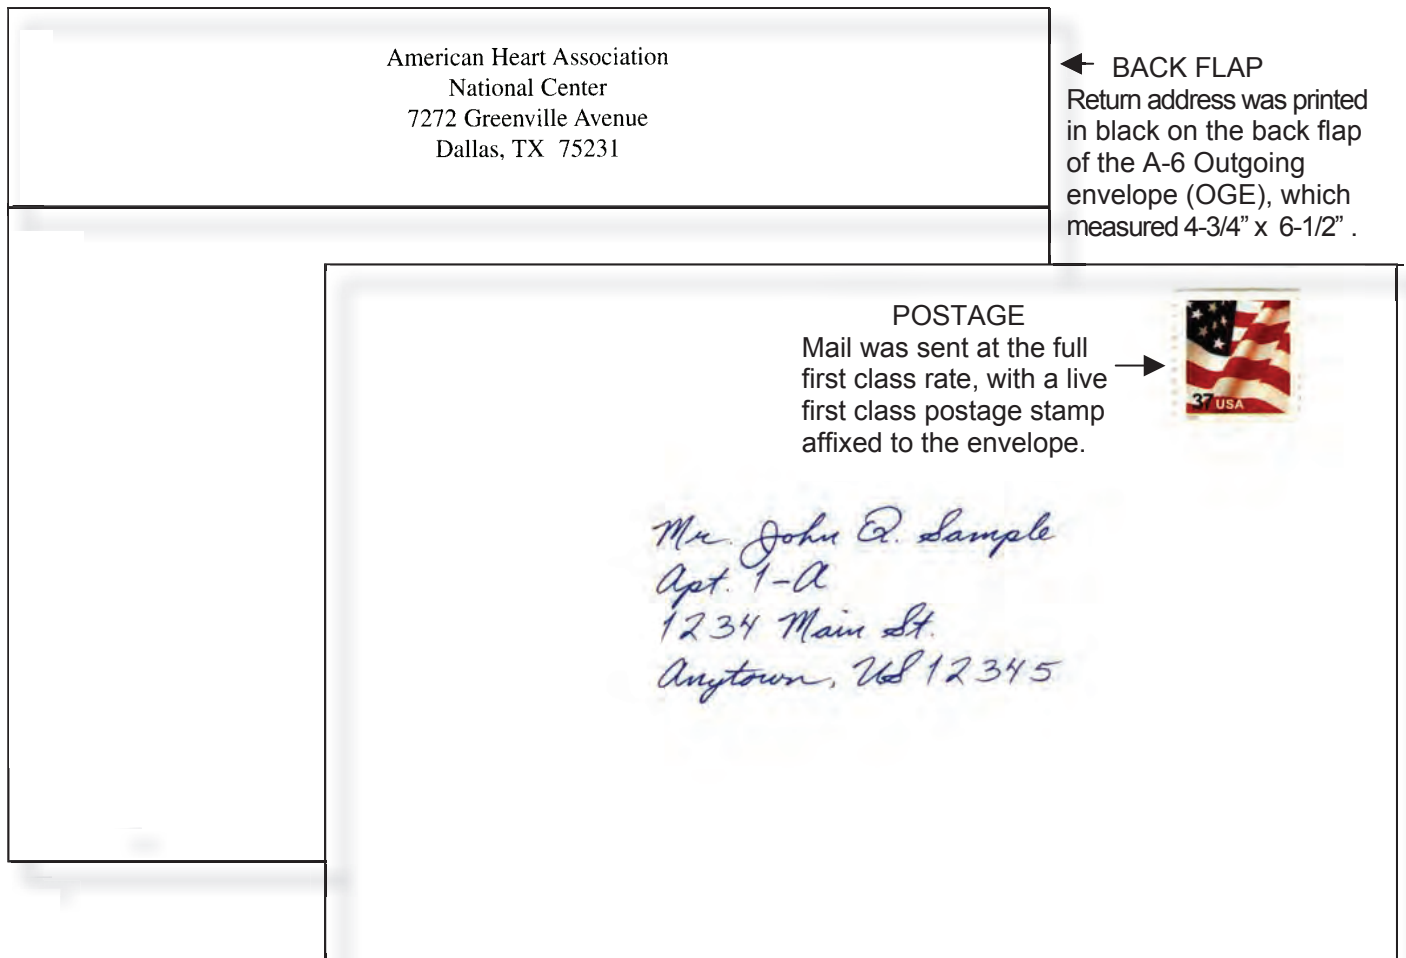 American Heart Association
National Center
7272 Greenville Avenue
Dallas, TX 75231
BACK FLAP
Return address was printed
in black on the back flap
of the A-6 Outgoing
envelope (OGE), which
measured 4-3/4” x 6-1/2” .
POSTAGE
Mail was sent at the full
first class rate, with a live
first class postage stamp
affixed to the envelope.
37 USA
Mr. John Q. Sample
Apt. 1-A
1234 Main St.
Anytown, US 12345